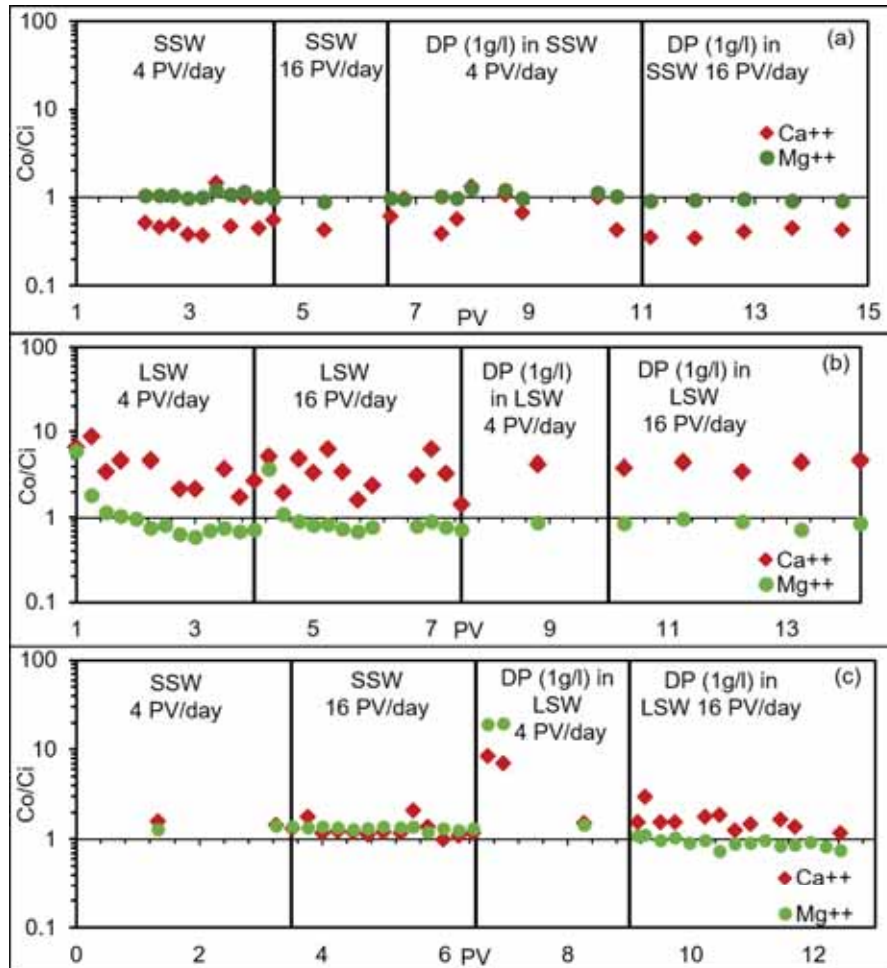 100
10
1
0.1
Co/Ci
SSW
4 PV/day
SSW
16 PV/day
DP (1g/l) in SSW
4 PV/day
DP (1g/l) in
SSW 16 PV/day
(a)
Ca++
Mg++
1 3 5 7 9 11 13 15
PV
100
10
1
0.1
Co/Ci
LSW
4 PV/day
LSW
16 PV/day
DP (1g/l)
in LSW
4 PV/day
DP (1g/l) in
LSW
16 PV/day
(b)
Ca++
Mg++
1 3 5 7 9 11 13
PV
100
10
1
0.1
Co/Ci
SSW
4 PV/day
SSW
16 PV/day
DP (1g/l) in
LSW
4 PV/day
DP (1g/l) in
LSW 16 PV/day
(c)
Ca++
Mg++
0 2 4 6 8 10 12
PV